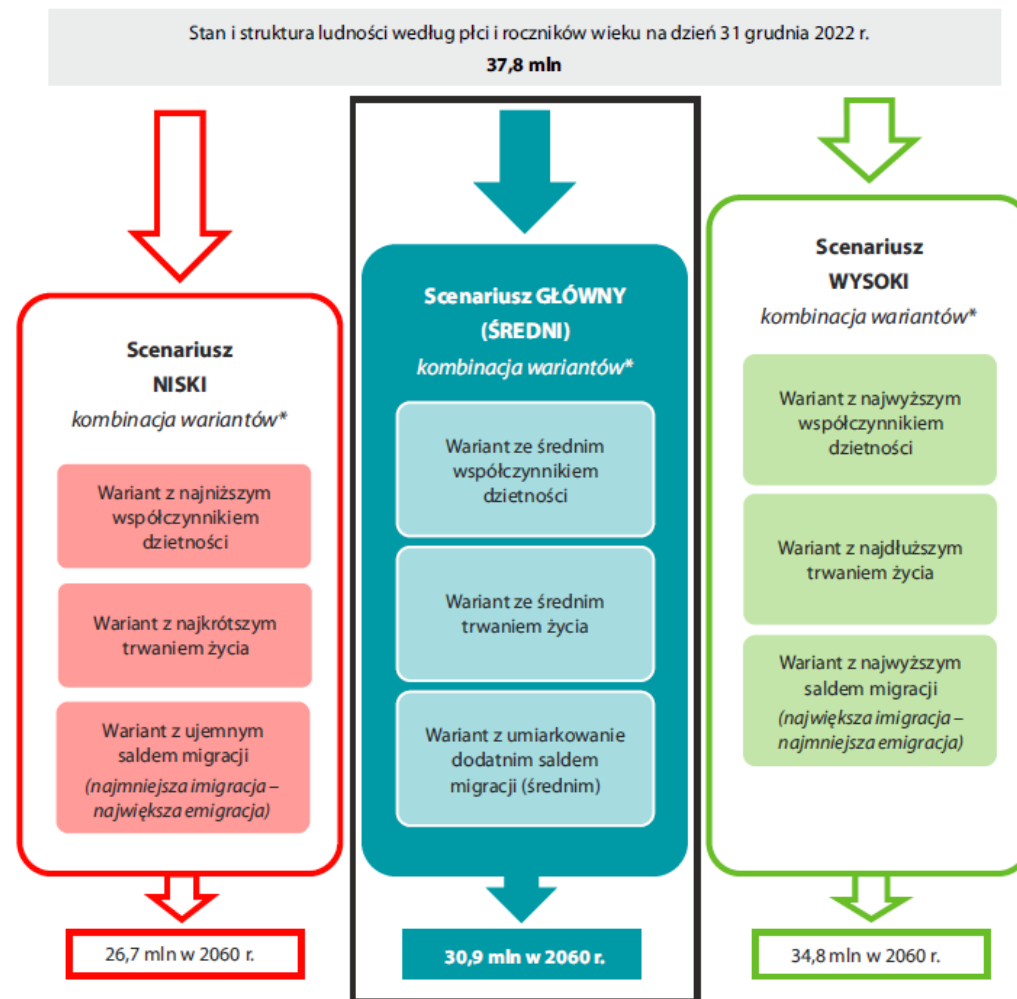 Stan i struktura ludności według płci i roczników wieku na dzień 31 grudnia 2022 r.
37,8 mln
Scenariusz
NISKI
kombinacja wariantów*
Wariant z najniższym
współczynnikiem
dzietności
Wariant z najkrótszym
trwaniem życia
Wariant z ujemnym
saldem migracji
(najmniejsza imigracja –
największa emigracja)
26,7 mln w 2060 r.
Scenariusz GŁÓWNY
(ŚREDNI)
kombinacja wariantów*
Wariant ze średnim
współczynnikiem
dzietności
Wariant ze średnim
trwaniem życia
Wariant z umiarkowanie
dodatnim saldem
migracji (średnim)
30,9 mln w 2060 r.
Scenariusz
WYSOKI
kombinacja wariantów*
Wariant z najwyższym
współczynnikiem
dzietności
Wariant z najdłuższym
trwaniem życia
Wariant z najwyższym
saldem migracji
(największa imigracja –
najmniejsza emigracja)
34,8 mln w 2060 r.